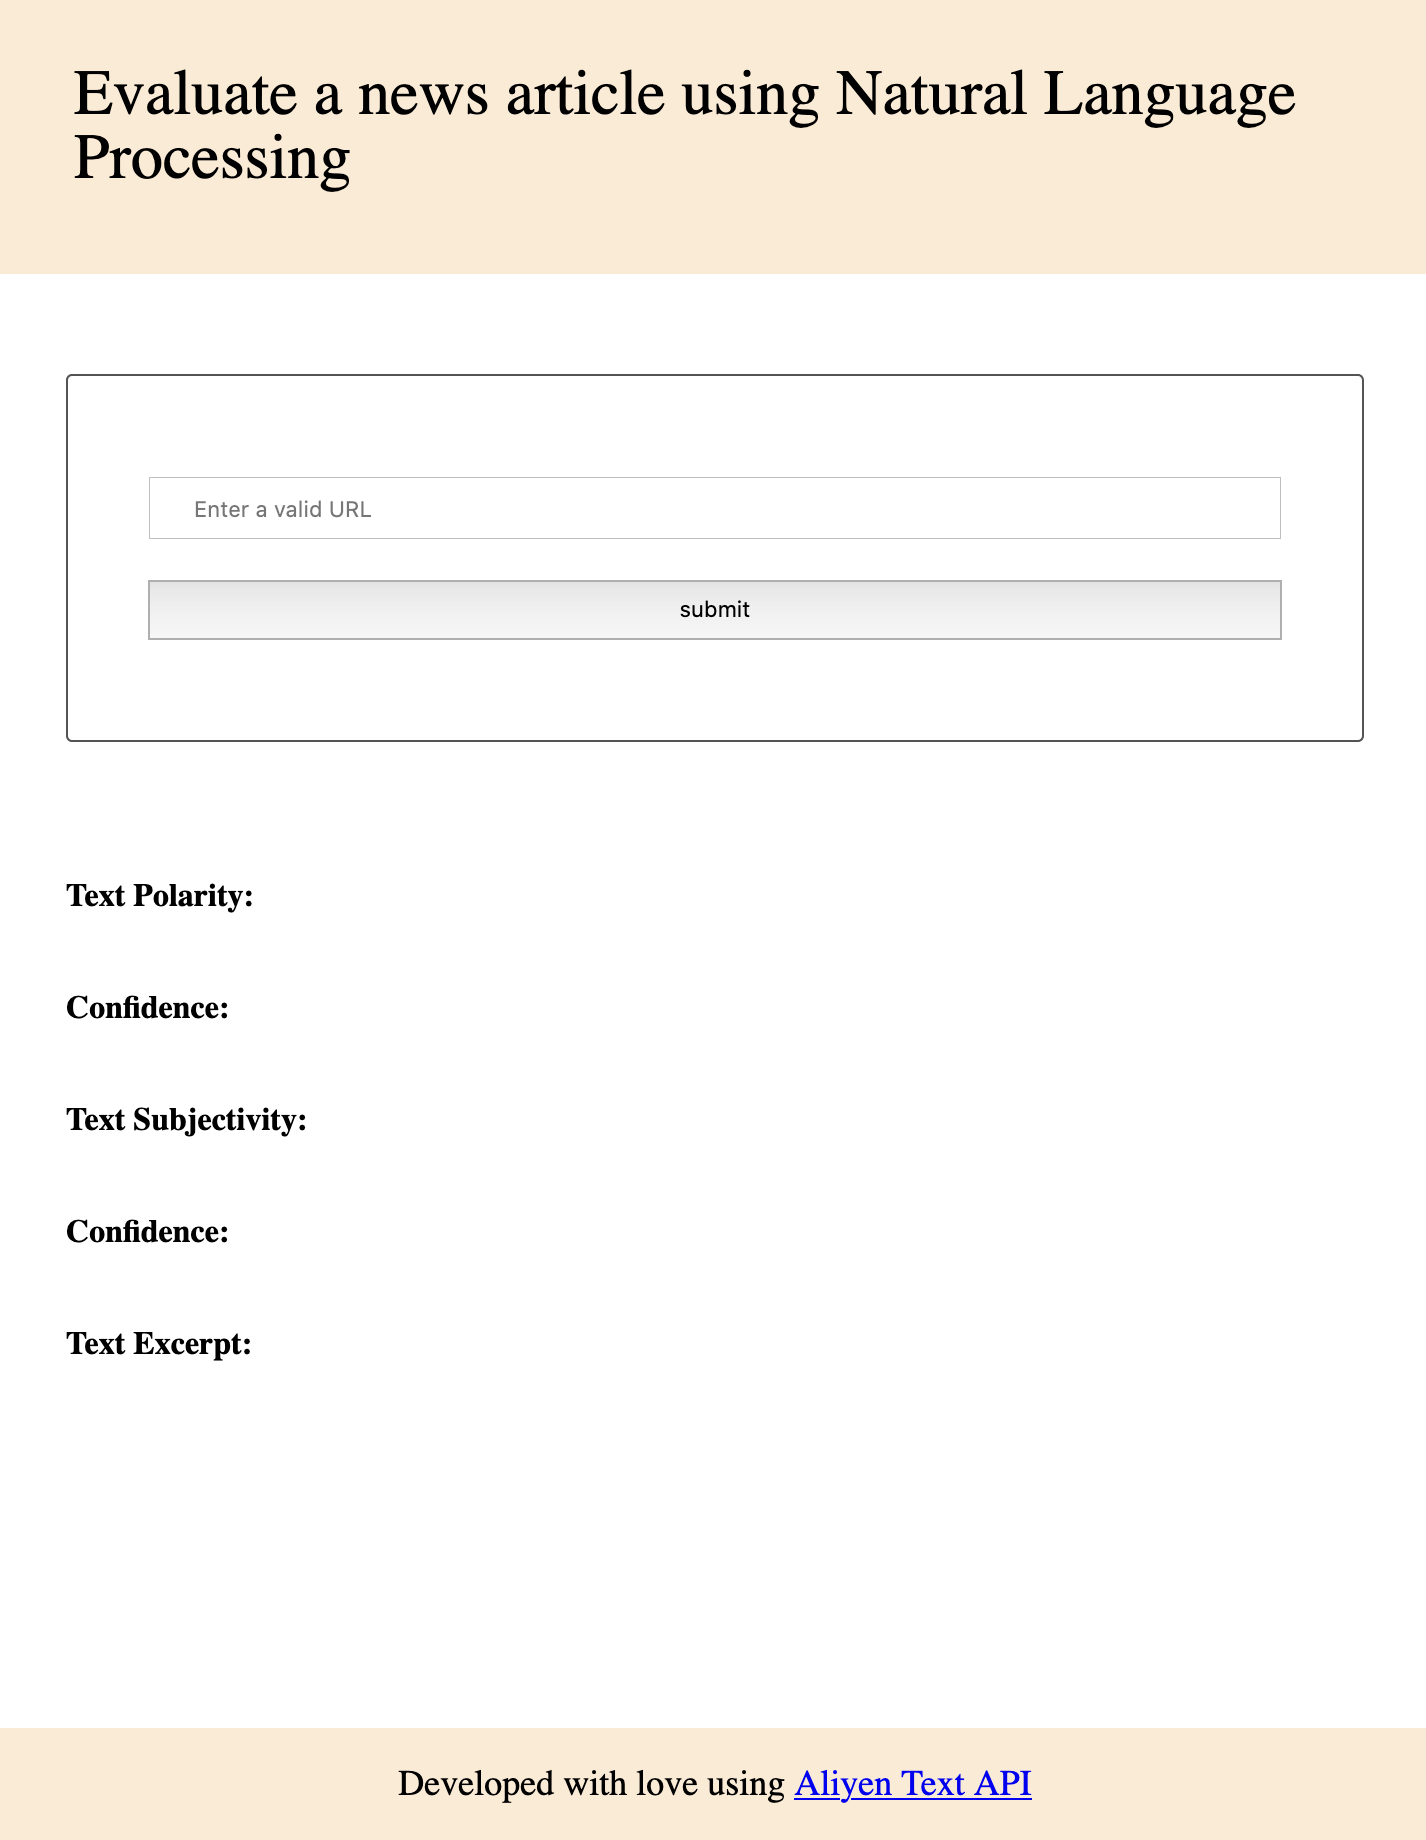 Evaluate a news article using Natural Language
Processing
Enter a valid URL
submit
Text Polarity:
Confidence:
Text Subjectivity:
Confidence:
Text Excerpt:
Developed with love using Aliyen Text API